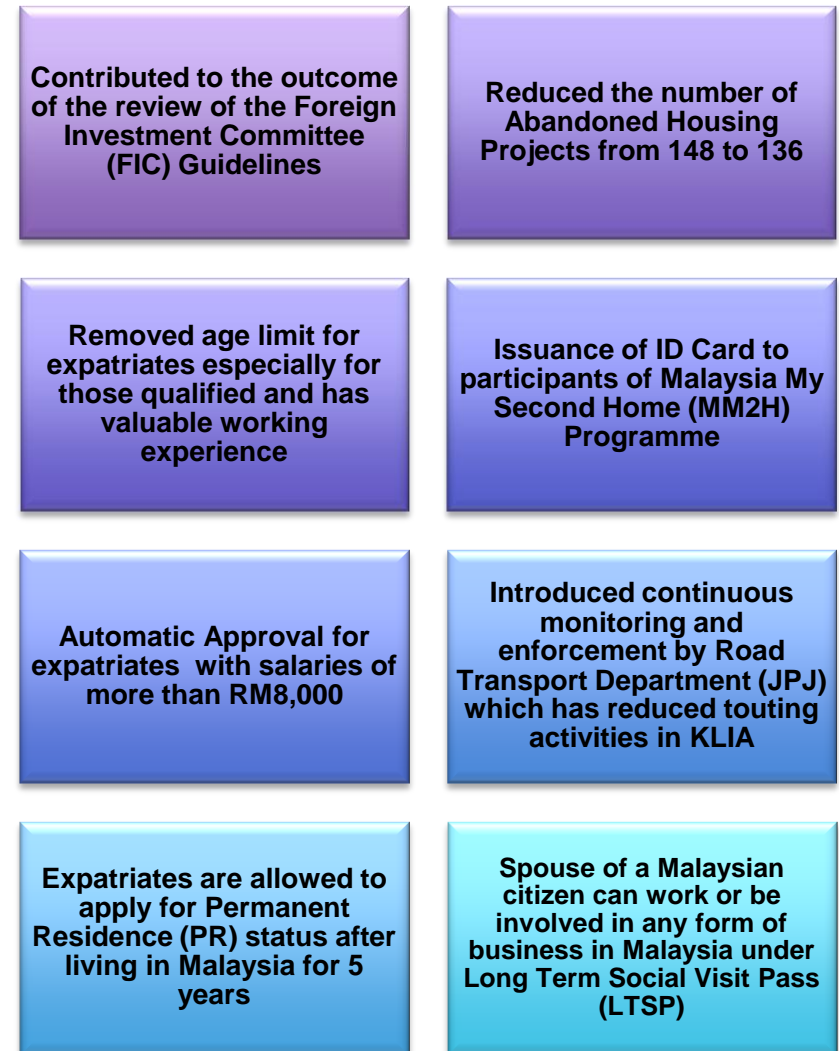 Contributed to the outcome
of the review of the Foreign
Investment Committee
(FIC) Guidelines
Reduced the number of
Abandoned Housing
Projects from 148 to 136
Removed age limit for
expatriates especially for
those qualified and has
valuable working
experience
Issuance of ID Card to
participants of Malaysia My
Second Home (MM2H)
Programme
Automatic Approval for
expatriates with salaries of
more than RM8,000
Introduced continuous
monitoring and
enforcement by Road
Transport Department (JPJ)
which has reduced touting
activities in KLIA
Expatriates are allowed to
apply for Permanent
Residence (PR) status after
living in Malaysia for 5
years
Spouse of a Malaysian
citizen can work or be
involved in any form of
business in Malaysia under
Long Term Social Visit Pass
(LTSP)